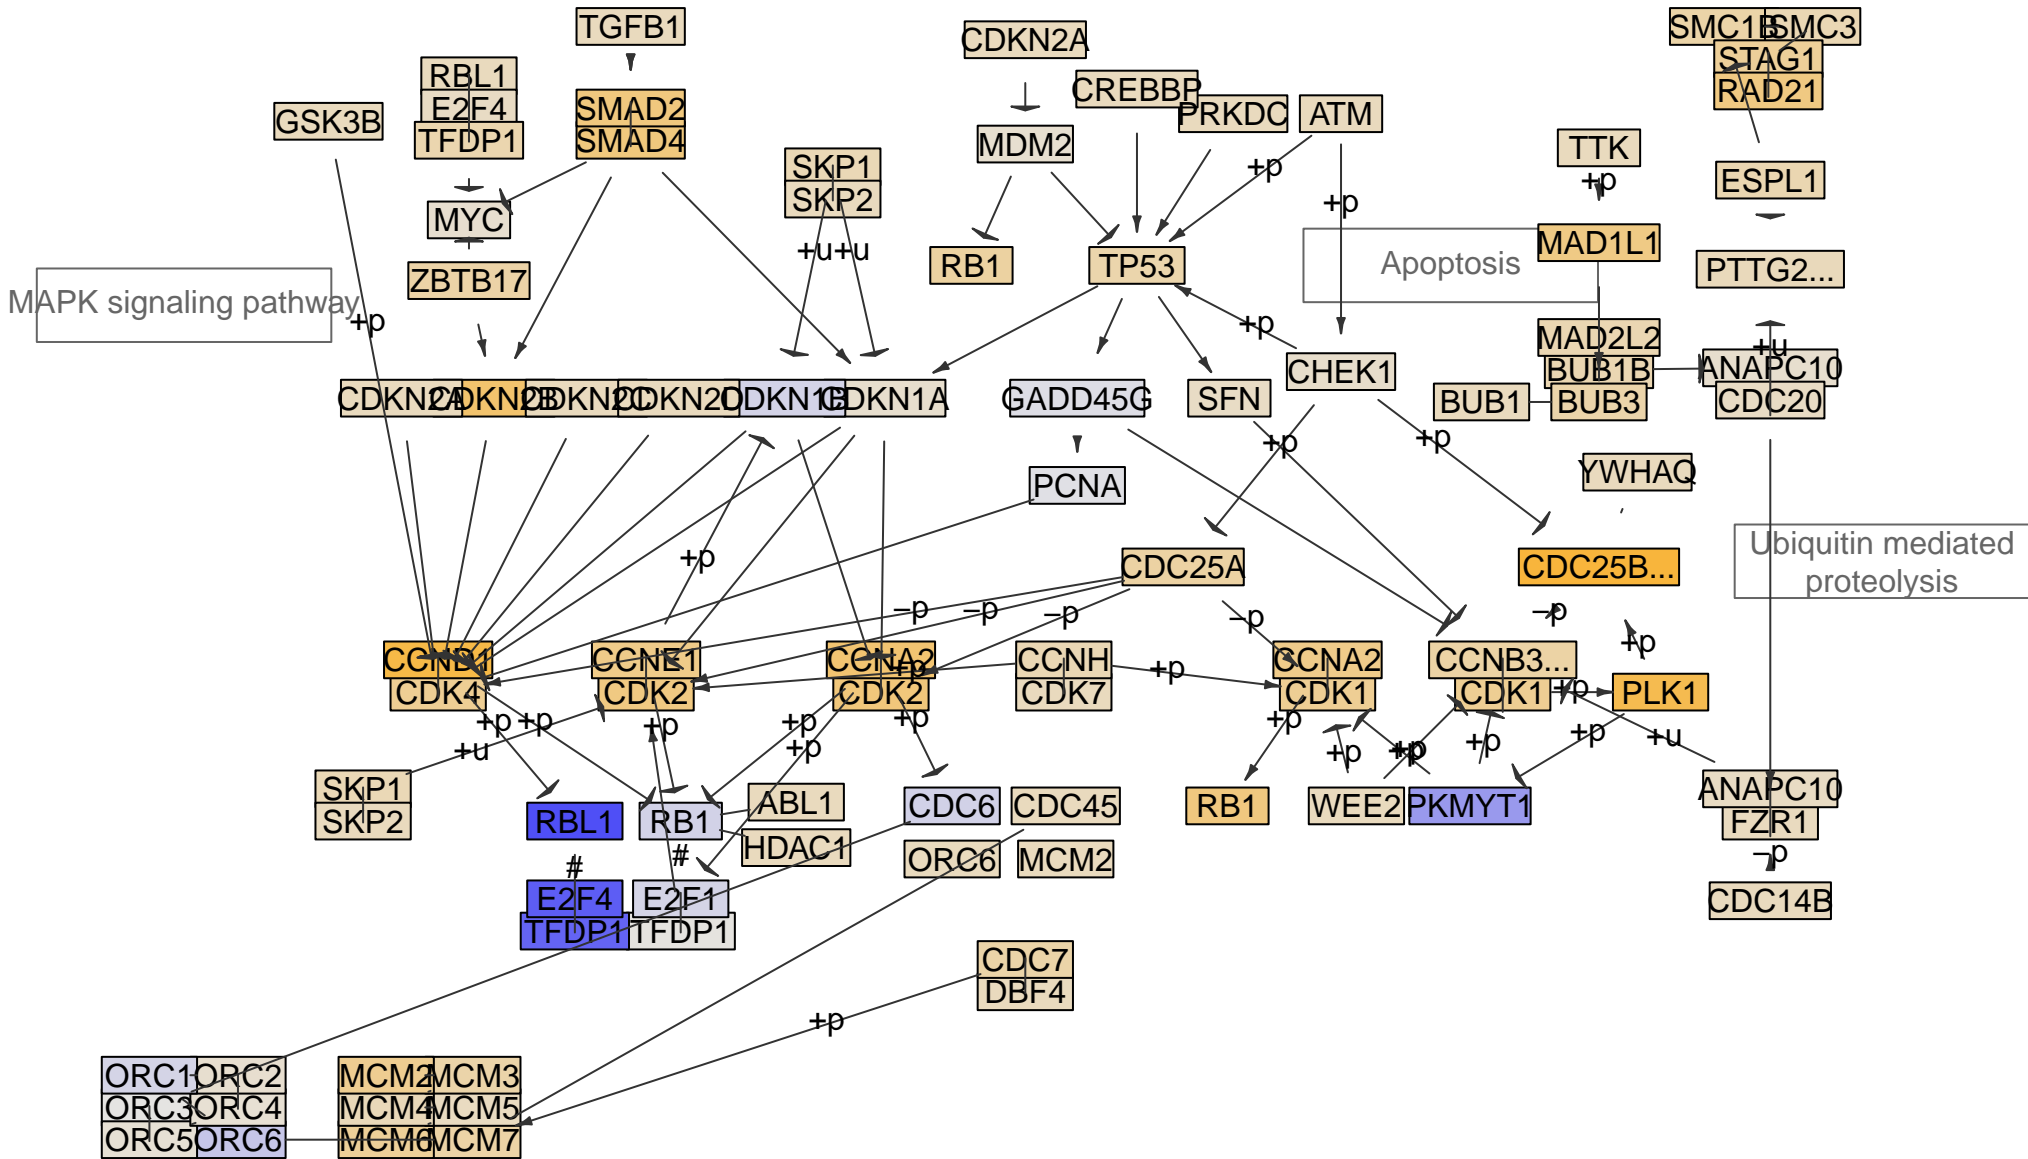 TGFB1
CDKN2A
SMC1B
SMC3
STAG1
RAD21
RBL1
E2F4
TFDP1
GSK3B
SMAD2
SMAD4
CREBBP
PRKDC
ATM
MDM2
TTK
+p
+p
+p
SKP1
SKP2
ESPL1
MYC
+u
+u
RB1
TP53
Apoptosis
MAD1L1
PTTG2...
ZBTB17
MAPK signaling pathway
+p
+p
MAD2L2
BUB1B
BUB3
BUB1
+u
ANAPC10
CDC20
CHEK1
CDKN2A
CDKN2B
CDKN2C
CDKN2D
CDKN1B
CDKN1A
GADD45G
SFN
+p
+p
PCNA
YWHAQ
+p
CDC25A
CDC25B...
Ubiquitin mediated
proteolysis
−p
−p
−p
−p
−p
+p
CCND1
CDK4
CCNE1
CDK2
CCNA2
CDK2
+p
CCNH
CDK7
+p
CCNA2
CDK1
CCNB3...
CDK1
+p
PLK1
+p
+p
+p
+p
+p
+p
+p
+p
+p
+p
+p
+p
+u
+u
SKP1
SKP2
RBL1
RB1
ABL1
HDAC1
CDC6
CDC45
ORC6
MCM2
RB1
WEE2
PKMYT1
ANAPC10
FZR1
−p
CDC14B
#
#
E2F4
TFDP1
E2F1
TFDP1
CDC7
DBF4
+p
ORC1
ORC2
ORC3
ORC4
ORC5
ORC6
MCM2
MCM3
MCM4
MCM5
MCM6
MCM7